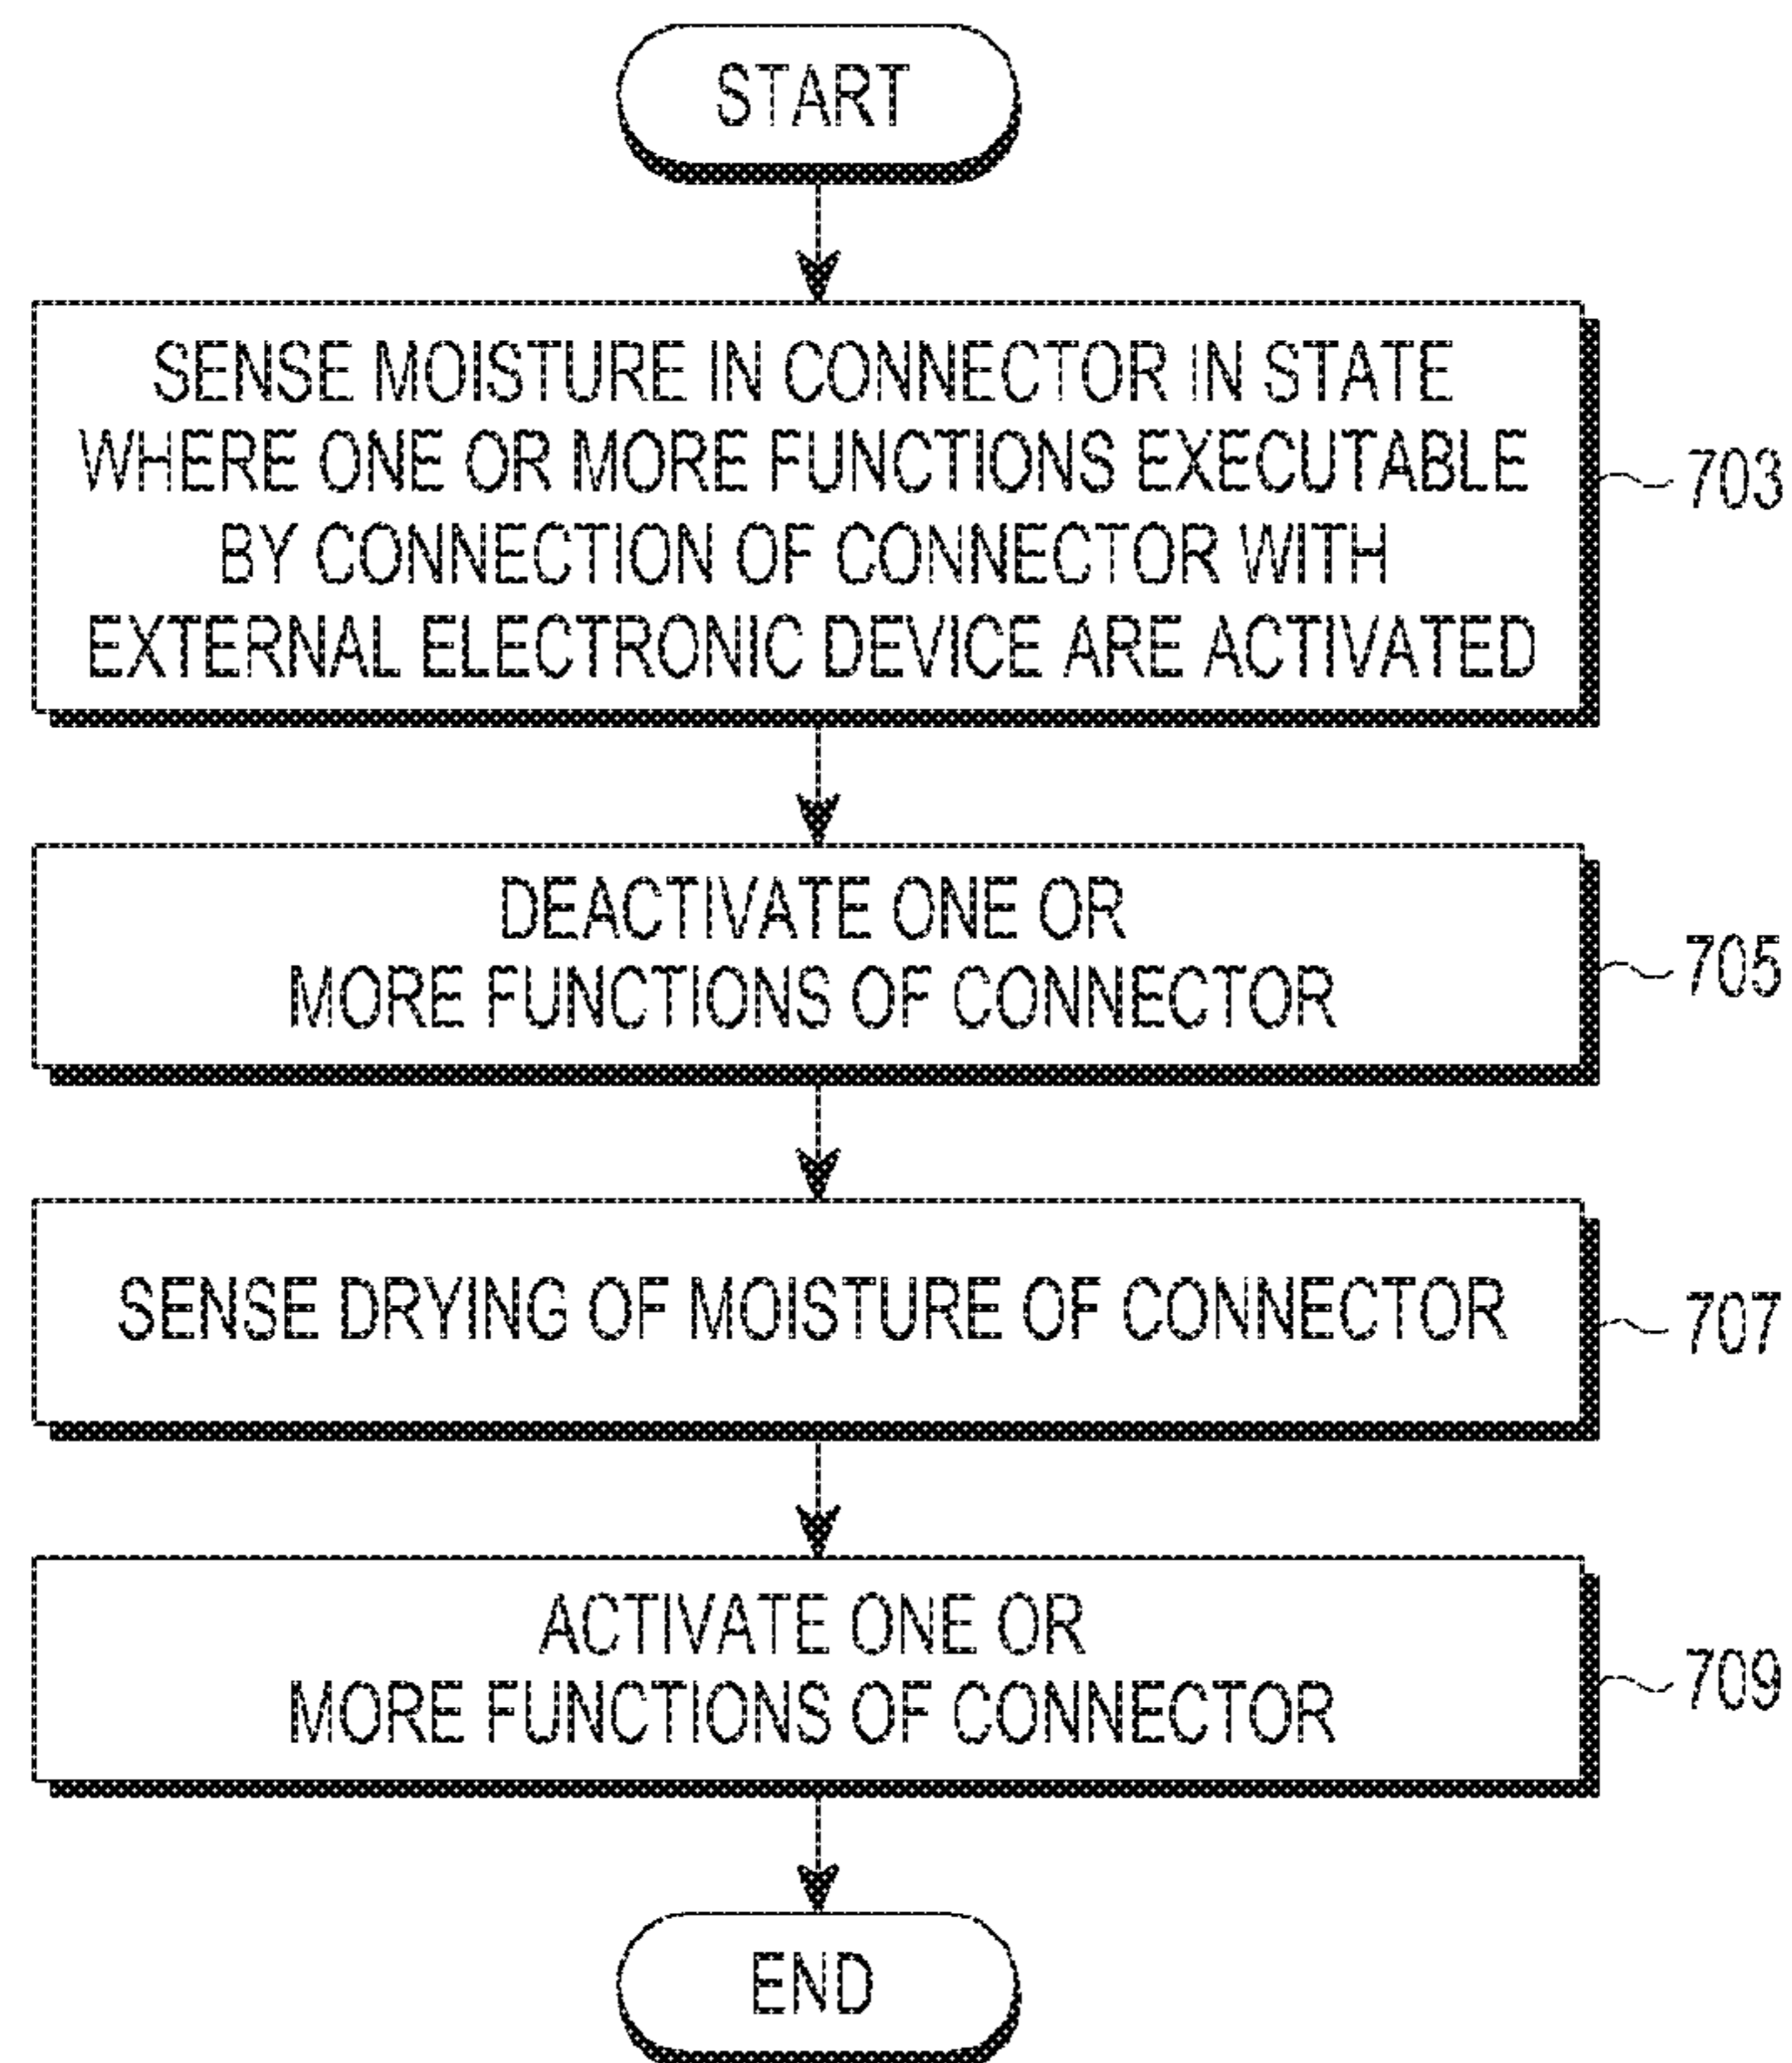 START
SENSE MOISTURE IN CONNECTOR IN STATE
WHERE ONE OR MORE FUNCTIONS EXECUTABLE
BY CONNECTION OF CONNECTOR WITH
EXTERNAL ELECTRONIC DEVICE ARE ACTIVATED
703
DEACTIVATE ONE OR
MORE FUNCTIONS OF CONNECTOR
705
SENSE DRYING OF MOISTURE OF CONNECTOR
707
ACTIVATE ONE OR
MORE FUNCTIONS OF CONNECTOR
709
END